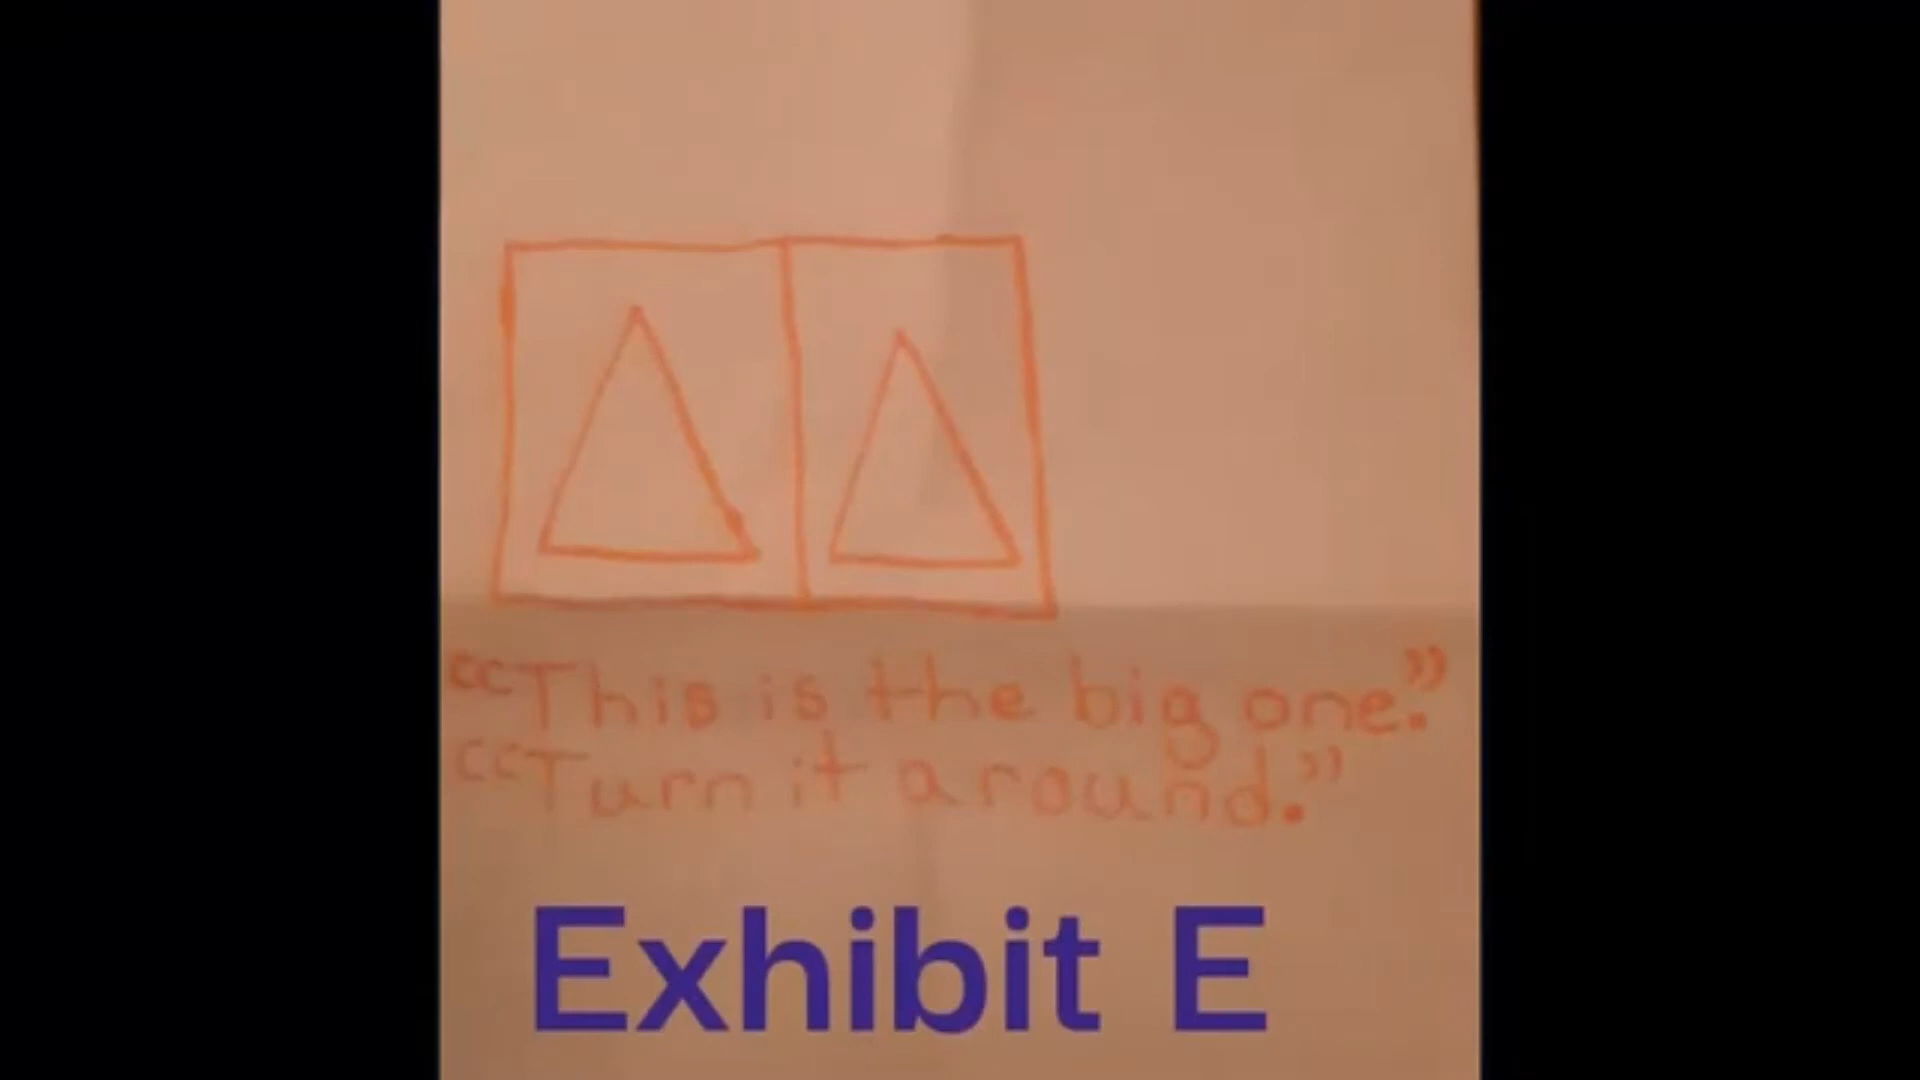 “This is the big one.”
“Turn it around.”
Exhibit E